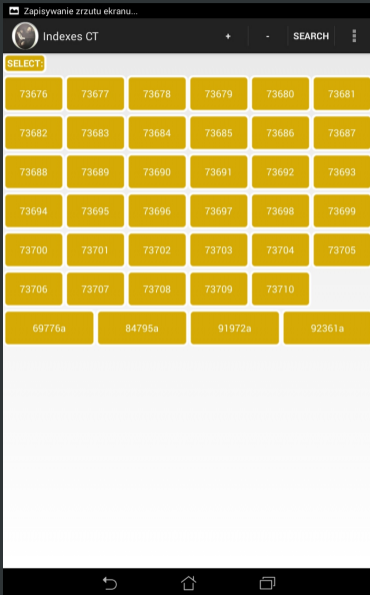 Zapisywanie zrzutu ekranu...
Indexes CT + - SEARCH
SELECT:
73676 73677 73678 73679 73680 73681
73682 73683 73684 73685 73686 73687
73688 73689 73690 73691 73692 73693
73694 73695 73696 73697 73698 73699
73700 73701 73702 73703 73704 73705
73706 73707 73708 73709 73710
69776a 84795a 91972a 92361a